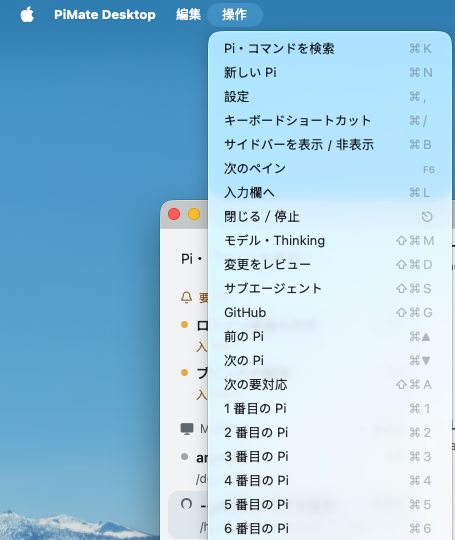 PiMate Desktop 編集 操作
Pi・コマンドを検索 ⌘K
新しい Pi ⌘N
設定 ⌘,
キーボードショートカット ⌘/
サイドバーを表示 / 非表示 ⌘B
次のペイン F6
入力欄へ ⌘L
閉じる / 停止 ⎋
モデル・Thinking ⇧⌘M
変更をレビュー ⇧⌘D
サブエージェント ⇧⌘S
GitHub ⇧⌘G
前の Pi ⌘▲
次の Pi ⌘▼
次の要対応 ⇧⌘A
1 番目の Pi ⌘1
2 番目の Pi ⌘2
3 番目の Pi ⌘3
4 番目の Pi ⌘4
5 番目の Pi ⌘5
6 番目の Pi ⌘6
Pi・
要
入
入